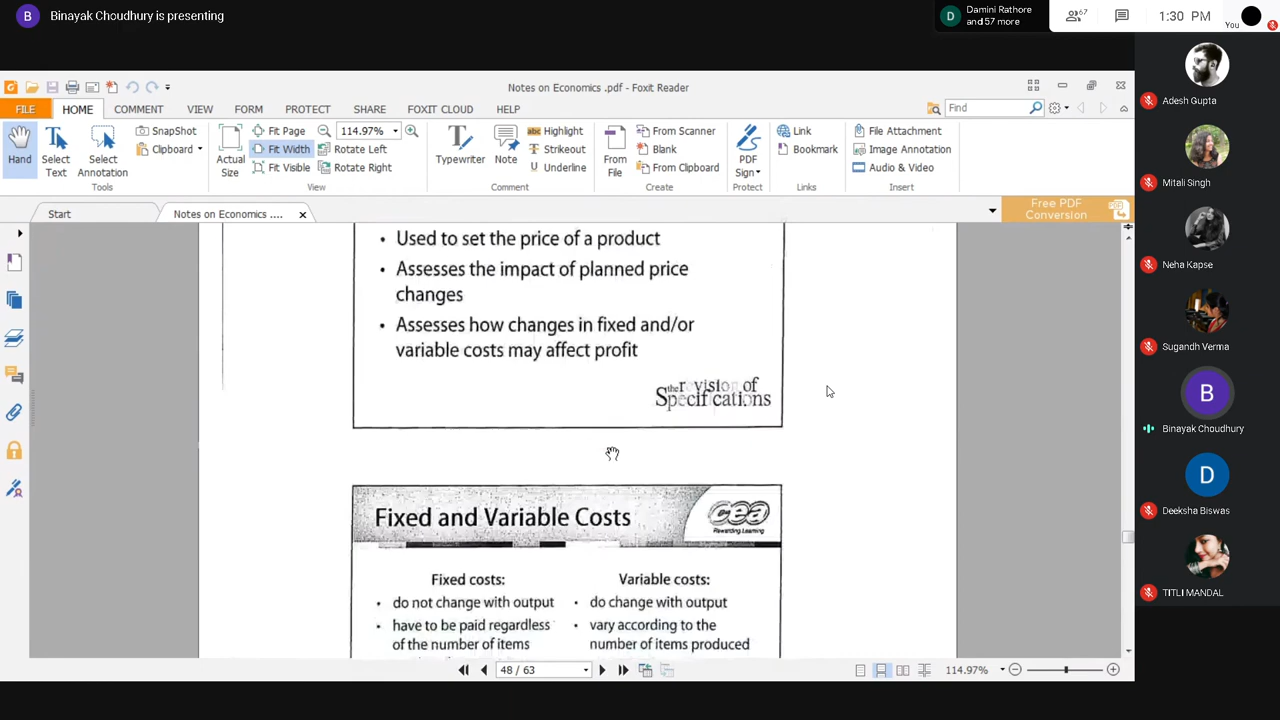 B Binayak Choudhury is presenting
D Damini Rathore
and 57 more
67
1:30 PM
You
Notes on Economics .pdf - Foxit Reader
FILE HOME COMMENT VIEW FORM PROTECT SHARE FOXIT CLOUD HELP
Find
Hand
Select
Text
Select
Annotation
SnapShot
Clipboard
Tools
Actual
Size
Fit Page
Fit Width
Fit Visible
114.97%
Rotate Left
Rotate Right
View
Typewriter
Note
Highlight
Strikeout
Underline
Comment
From
File
From Scanner
Blank
From Clipboard
Create
PDF
Sign
Protect
Link
Bookmark
Links
File Attachment
Image Annotation
Audio & Video
Insert
Start
Notes on Economics ....
Free PDF
Conversion
• Used to set the price of a product
• Assesses the impact of planned price
changes
• Assesses how changes in fixed and/or
variable costs may affect profit
the revision of
Specifications
Fixed and Variable Costs
cea
Rewarding Learning
Fixed costs:
• do not change with output
• have to be paid regardless
of the number of items
Variable costs:
• do change with output
• vary according to the
number of items produced
48 / 63
114.97%
Adesh Gupta
Mitali Singh
Neha Kapse
Sugandh Verma
B
Binayak Choudhury
D
Deeksha Biswas
TITLI MANDAL